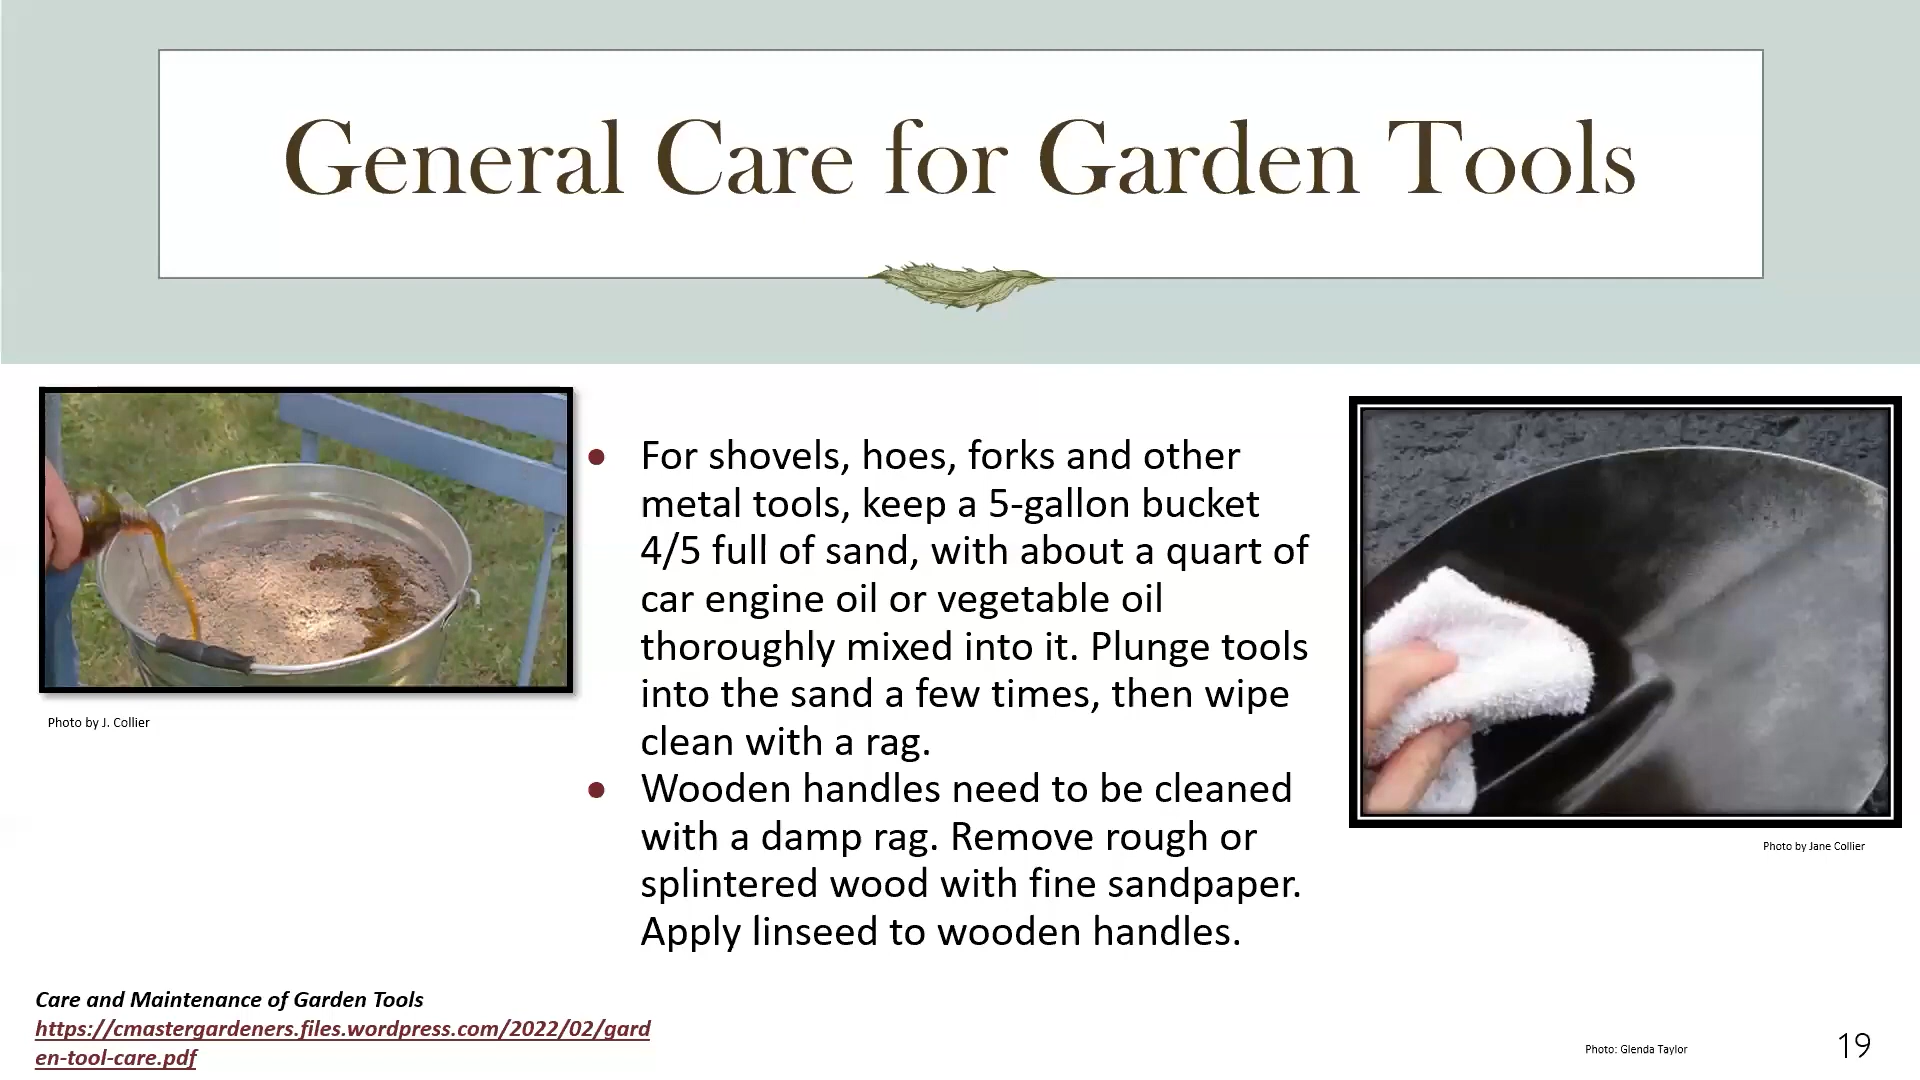 General Care for Garden Tools
• For shovels, hoes, forks and other
metal tools, keep a 5-gallon bucket
4/5 full of sand, with about a quart of
car engine oil or vegetable oil
thoroughly mixed into it. Plunge tools
into the sand a few times, then wipe
clean with a rag.
• Wooden handles need to be cleaned
with a damp rag. Remove rough or
splintered wood with fine sandpaper.
Apply linseed to wooden handles.
Photo by J. Collier
Photo by Jane Collier
Care and Maintenance of Garden Tools
https://cmastergardeners.files.wordpress.com/2022/02/gard
en-tool-care.pdf
Photo: Glenda Taylor
19